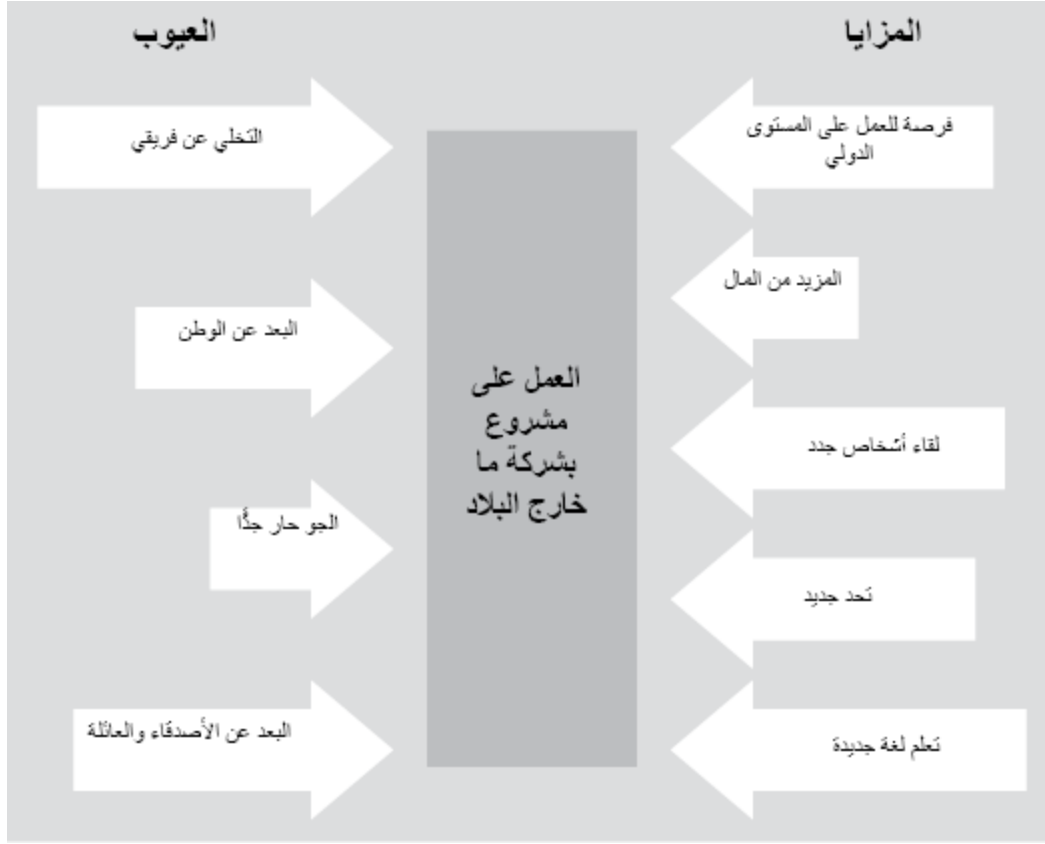 المزايا
العيوب
فرصة للعمل على المستوى
الدولي
المزيد من المال
لقاء أشخاص جدد
تحد جديد
تعلم لغة جديدة
العمل على
مشروع
بشركة ما
خارج البلاد
التخلي عن فريقي
البعد عن الوطن
الجو حار جدًّا
البعد عن الأصدقاء والعائلة